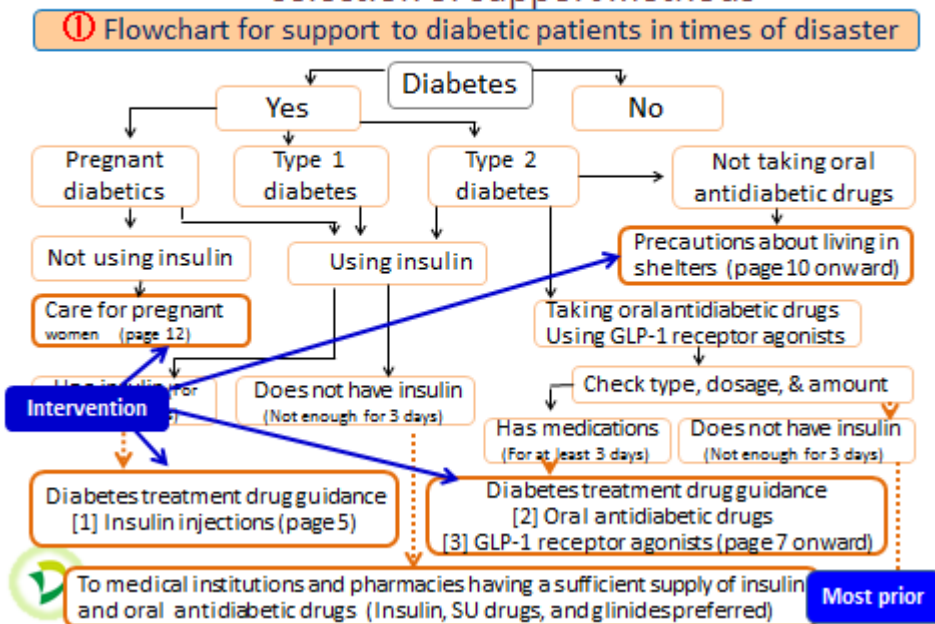 ① Flowchart for support to diabetic patients in times of disaster
Diabetes
Yes
No
Pregnant
diabetics
Type 1
diabetes
Type 2
diabetes
Not taking oral
antidiabetic drugs
Not using insulin
Using insulin
Precautions about living in
shelters (page 10 onward)
Care for pregnant
women (page 12)
Taking oral antidiabetic drugs
Using GLP-1 receptor agonists
insulin (For
Does not have insulin
(Not enough for 3 days)
Check type, dosage, & amount
Intervention
Has medications
(For at least 3 days)
Does not have insulin
(Not enough for 3 days)
Diabetes treatment drug guidance
[1] Insulin injections (page 5)
Diabetes treatment drug guidance
[2] Oral antidiabetic drugs
[3] GLP-1 receptor agonists (page 7 onward)
To medical institutions and pharmacies having a sufficient supply of insulin
and oral antidiabetic drugs (Insulin, SU drugs, and glinides preferred)
Most prior